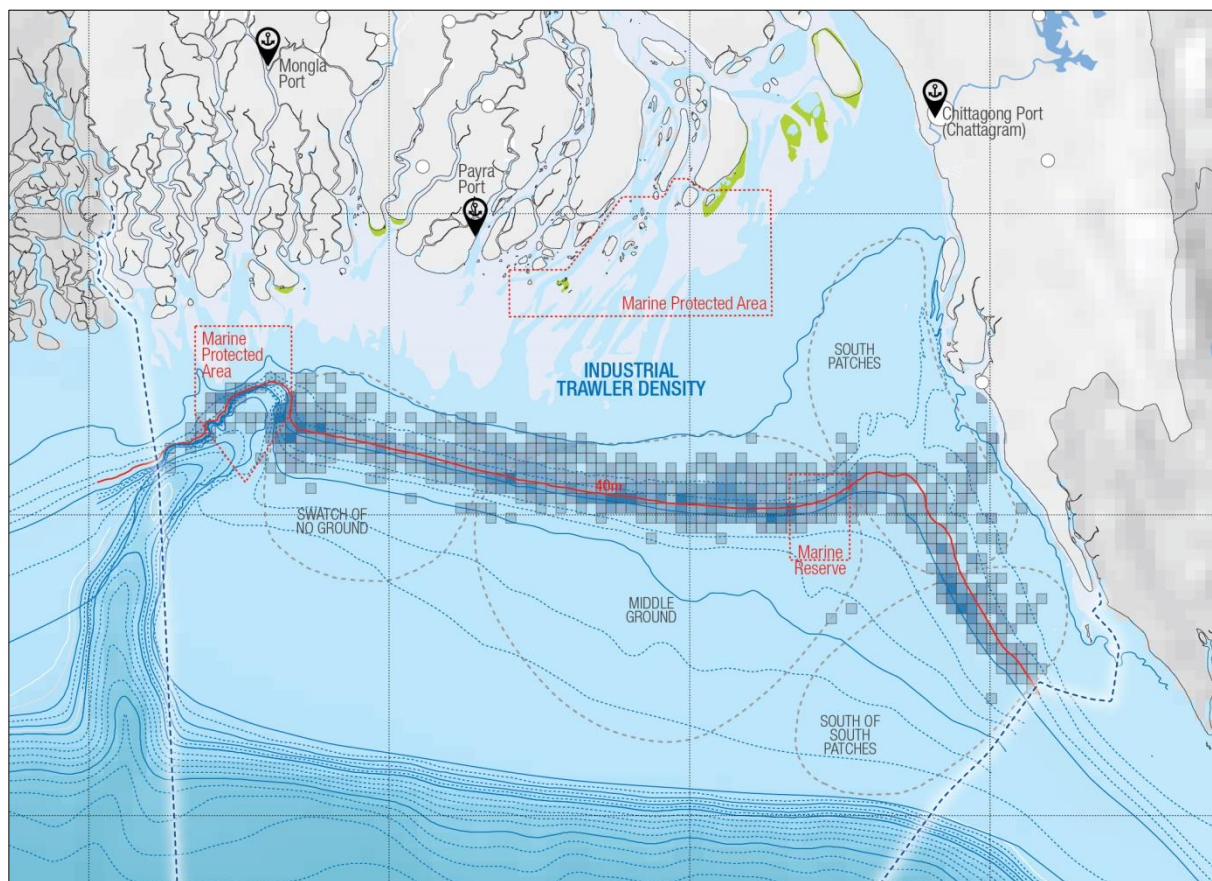 Mongla
Port
Chittagong Port
(Chattagram)
Payra
Port
Marine Protected Area
Marine
Protected
Area
INDUSTRIAL
TRAWLER DENSITY
SOUTH
PATCHES
40m
SWATCH OF
NO GROUND
Marine
Reserve
MIDDLE
GROUND
SOUTH OF
SOUTH
PATCHES